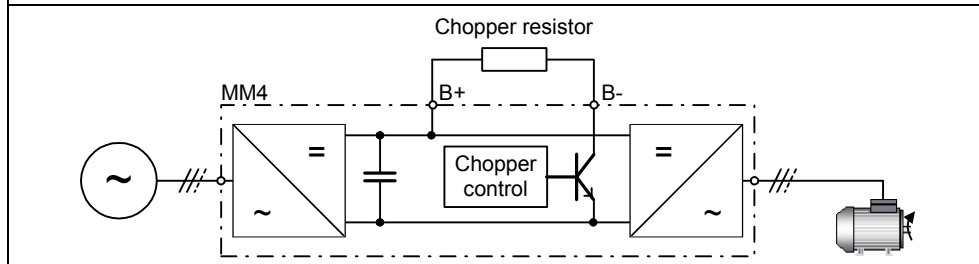 Chopper resistor
MM4
B+
B-
=
~
~
Chopper
control
=
~